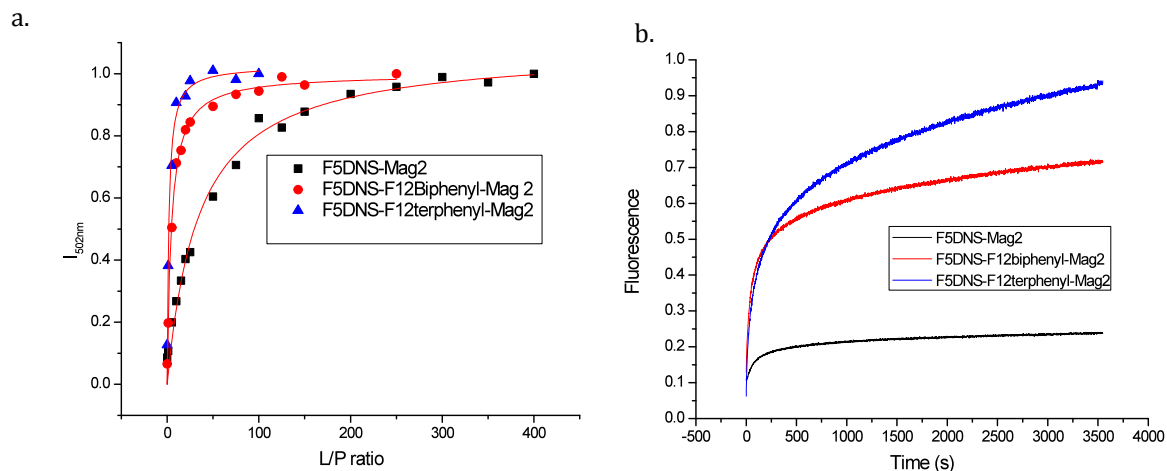 a.
1.0
0.8
0.6
0.4
0.2
0.0
I502nm
F5DNS-Mag2
F5DNS-F12Biphenyl-Mag 2
F5DNS-F12terphenyl-Mag2
0 100 200 300 400
L/P ratio
b.
1.0
0.9
0.8
0.7
0.6
0.5
0.4
0.3
0.2
0.1
0.0
Fluorescence
F5DNS-Mag2
F5DNS-F12biphenyl-Mag2
F5DNS-F12terphenyl-Mag2
-500 0 500 1000 1500 2000 2500 3000 3500 4000
Time (s)